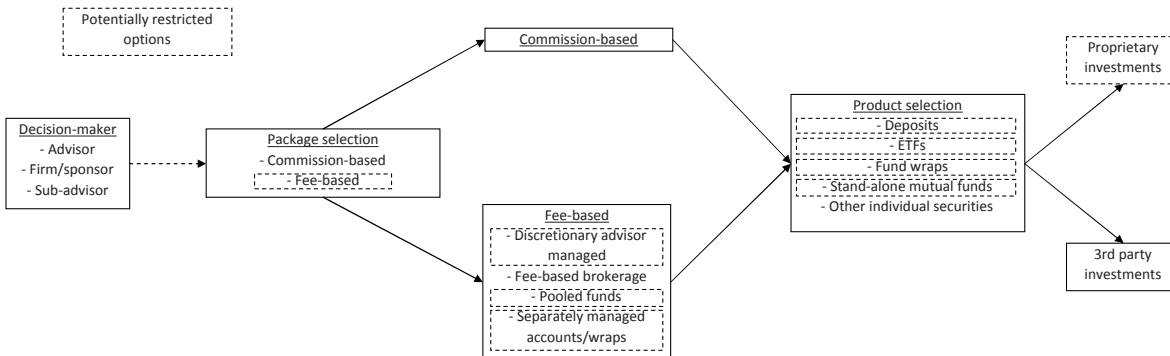 Potentially restricted
options
Decision-maker
- Advisor
- Firm/sponsor
- Sub-advisor
Package selection
- Commission-based
- Fee-based
Commission-based
Fee-based
- Discretionary advisor
managed
- Fee-based brokerage
- Pooled funds
- Separately managed
accounts/wraps
Product selection
- Deposits
- ETFs
- Fund wraps
- Stand-alone mutual funds
- Other individual securities
Proprietary
investments
3rd party
investments